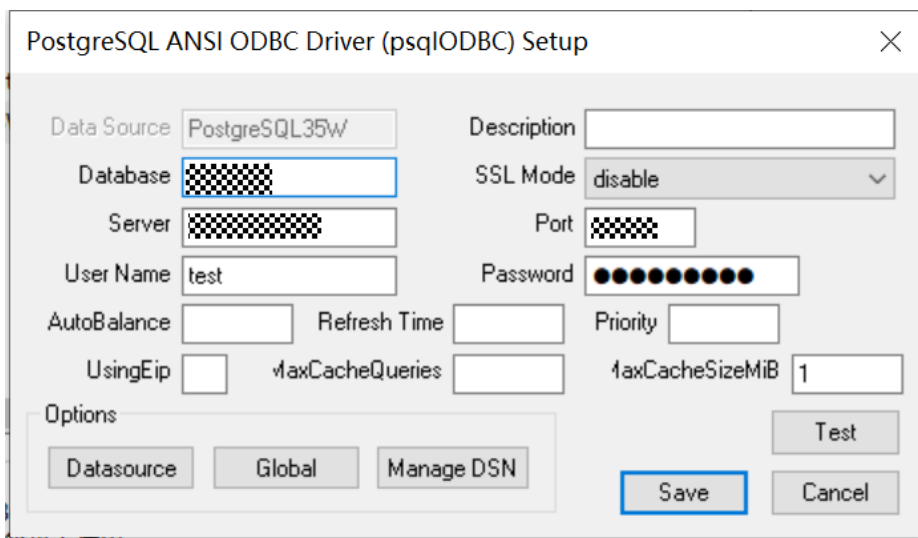 PostgreSQL ANSI ODBC Driver (psqlODBC) Setup
Data Source PostgreSQL35W Description
Database SSL Mode disable
Server Port
User Name test Password ●●●●●●●●●
AutoBalance Refresh Time Priority
UsingEip MaxCacheQueries MaxCacheSizeMiB 1
Options
Test
Datasource Global Manage DSN
Save Cancel